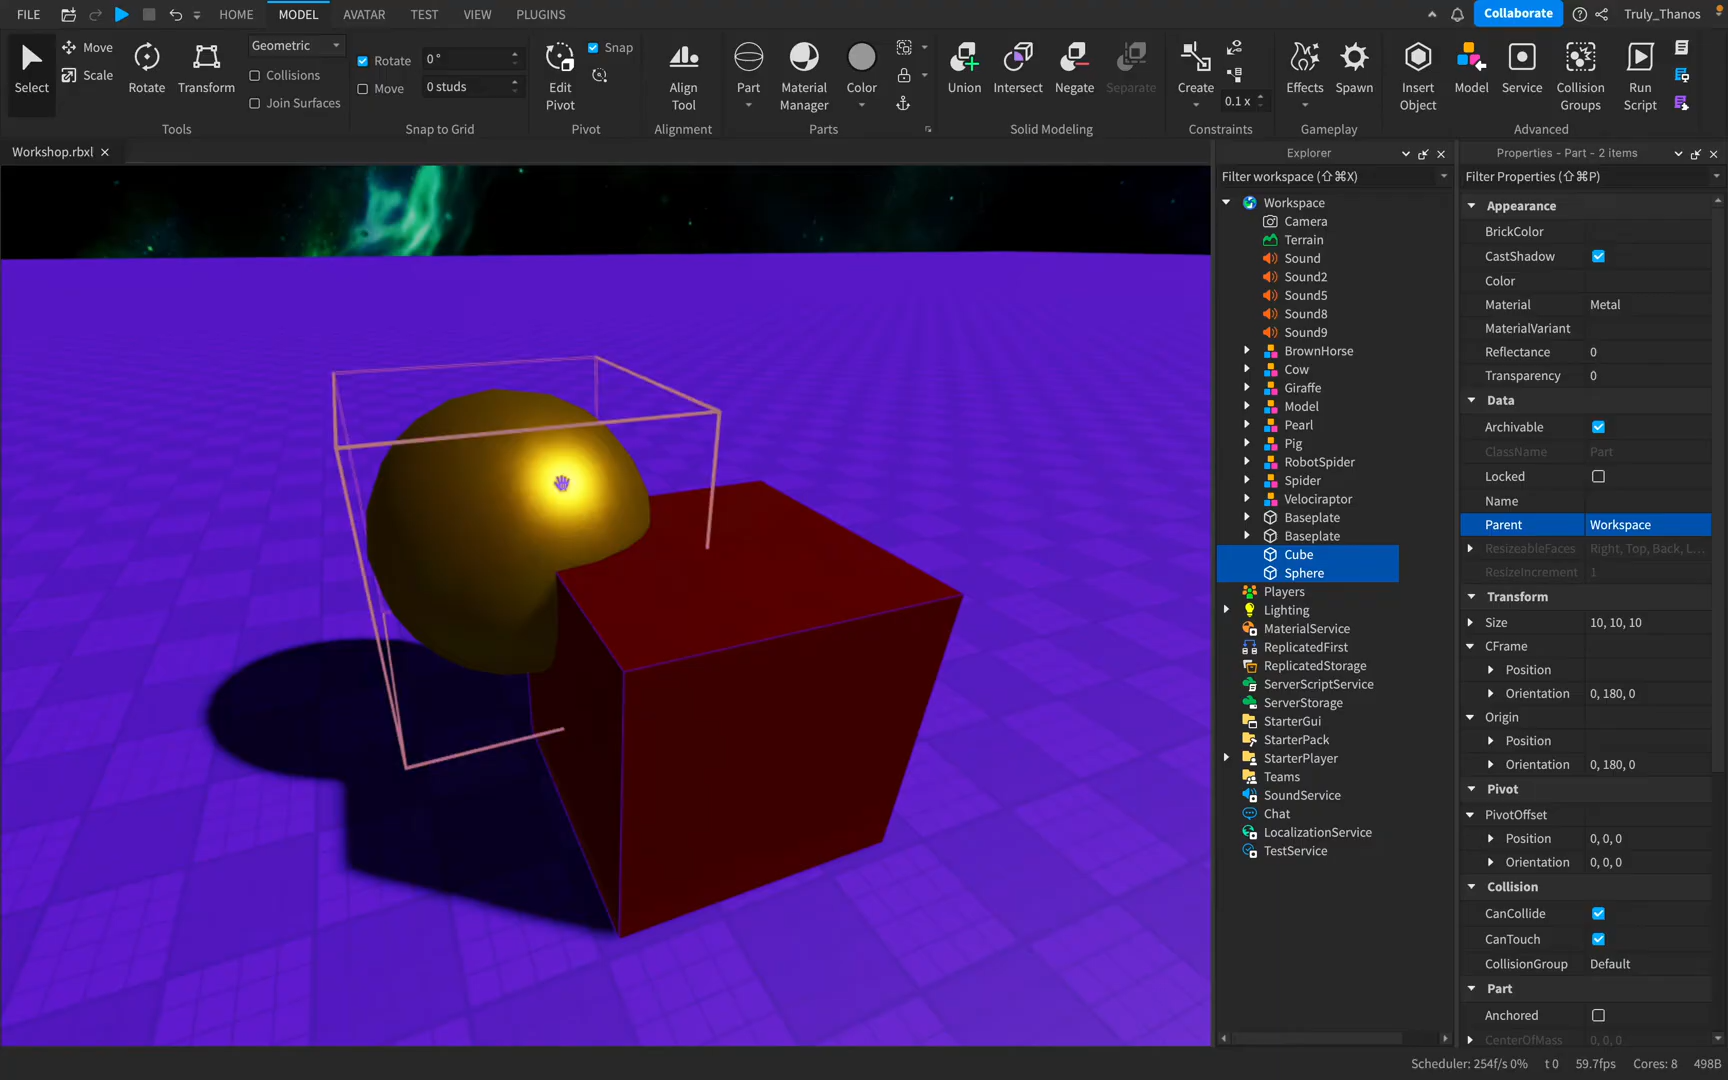 FILE HOME MODEL AVATAR TEST VIEW PLUGINS Collaborate Truly_Thanos
Select
Move
Scale
Rotate
Transform
Geometric
Collisions
Join Surfaces
Tools
Rotate 0 °
Move 0 studs
Snap to Grid
Edit
Pivot
Snap
Pivot
Align
Tool
Alignment
Part
Material
Manager
Color
Parts
Union
Intersect
Negate
Separate
Solid Modeling
Create
0.1 x
Constraints
Effects
Spawn
Gameplay
Insert
Object
Model
Service
Collision
Groups
Run
Script
Advanced
Workshop.rbxl
Explorer
Filter workspace (⇧⌘X)
Workspace
Camera
Terrain
Sound
Sound2
Sound5
Sound8
Sound9
BrownHorse
Cow
Giraffe
Model
Pearl
Pig
RobotSpider
Spider
Velociraptor
Baseplate
Baseplate
Cube
Sphere
Players
Lighting
MaterialService
ReplicatedFirst
ReplicatedStorage
ServerScriptService
ServerStorage
StarterGui
StarterPack
StarterPlayer
Teams
SoundService
Chat
LocalizationService
TestService
Properties - Part - 2 items
Filter Properties (⇧⌘P)
Appearance
BrickColor
CastShadow
Color
Material Metal
MaterialVariant
Reflectance 0
Transparency 0
Data
Archivable
ClassName Part
Locked
Name
Parent Workspace
ResizeableFaces Right, Top, Back, L...
ResizeIncrement 1
Transform
Size 10, 10, 10
CFrame
Position
Orientation 0, 180, 0
Origin
Position
Orientation 0, 180, 0
Pivot
PivotOffset
Position 0, 0, 0
Orientation 0, 0, 0
Collision
CanCollide
CanTouch
CollisionGroup Default
Part
Anchored
CenterOfMass 0, 0, 0
Scheduler: 254f/s 0% t 0 59.7fps Cores: 8 498B